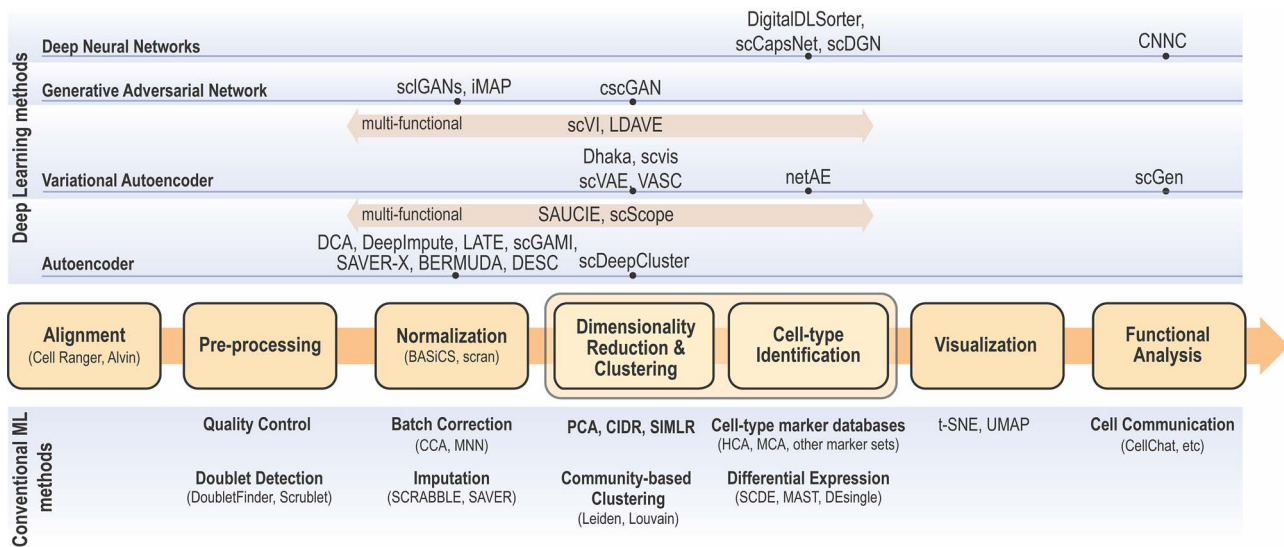 Deep Learning methods
Deep Neural Networks
DigitalDLSorter,
scCapsNet, scDGN
CNNC
Generative Adversarial Network
scIGANs, iMAP
cscGAN
multi-functional
scVI, LDAVE
Dhaka, scvis
scVAE, VASC
Variational Autoencoder
netAE
scGen
multi-functional
SAUCIE, scScope
DCA, DeepImpute, LATE, scGAMI,
SAVER-X, BERMUDA, DESC
scDeepCluster
Autoencoder
Alignment
(Cell Ranger, Alvin)
Pre-processing
Normalization
(BASiCS, scran)
Dimensionality
Reduction &
Clustering
Cell-type
Identification
Visualization
Functional
Analysis
Conventional ML
methods
Quality Control
Doublet Detection
(DoubletFinder, Scrublet)
Batch Correction
(CCA, MNN)
Imputation
(SCRABBLE, SAVER)
PCA, CIDR, SIMLR
Community-based
Clustering
(Leiden, Louvain)
Cell-type marker databases
(HCA, MCA, other marker sets)
Differential Expression
(SCDE, MAST, DEsingle)
t-SNE, UMAP
Cell Communication
(CellChat, etc)